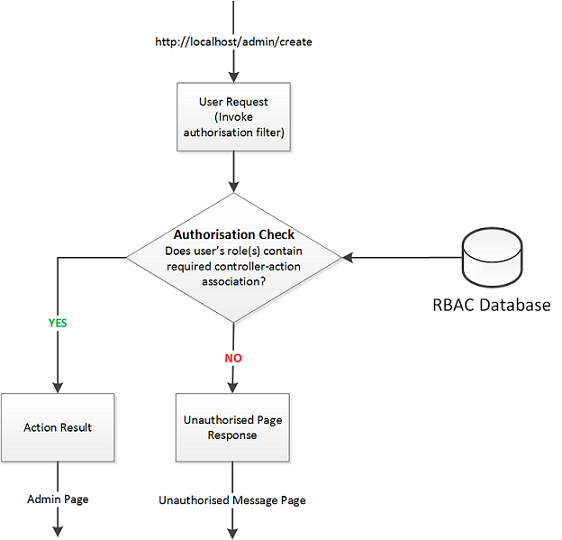 http://localhost/admin/create
User Request
(Invoke
authorisation filter)
Authorisation Check
Does user's role(s) contain
required controller-action
association?
RBAC Database
YES
NO
Action Result
Unauthorised Page
Response
Admin Page
Unauthorised Message Page